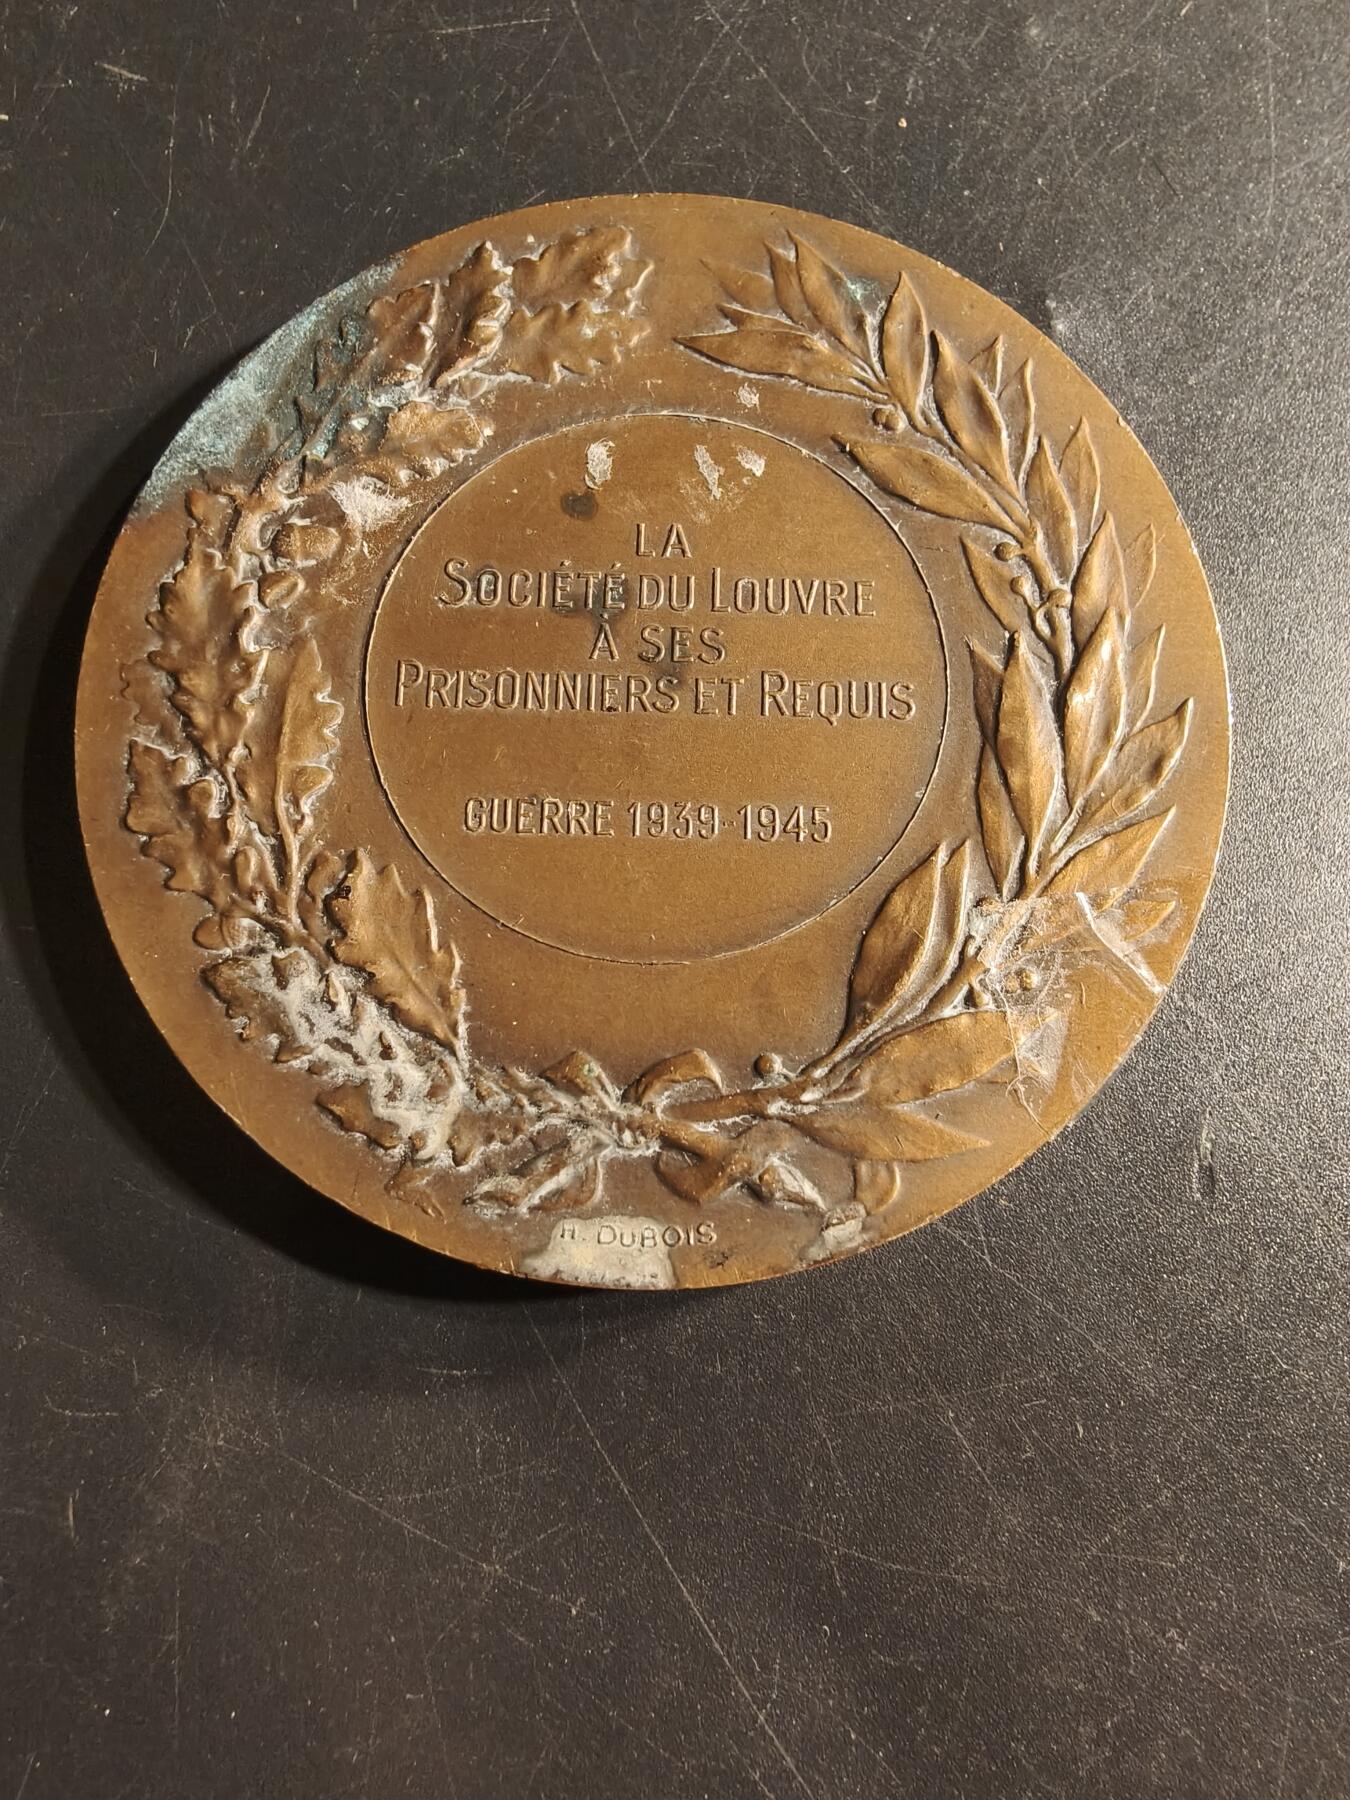 LA
SOCIÉTÉ DU LOUVRE
À SES
PRISONNIERS ET REQUIS
GUERRE 1939-1945
H. DUBOIS